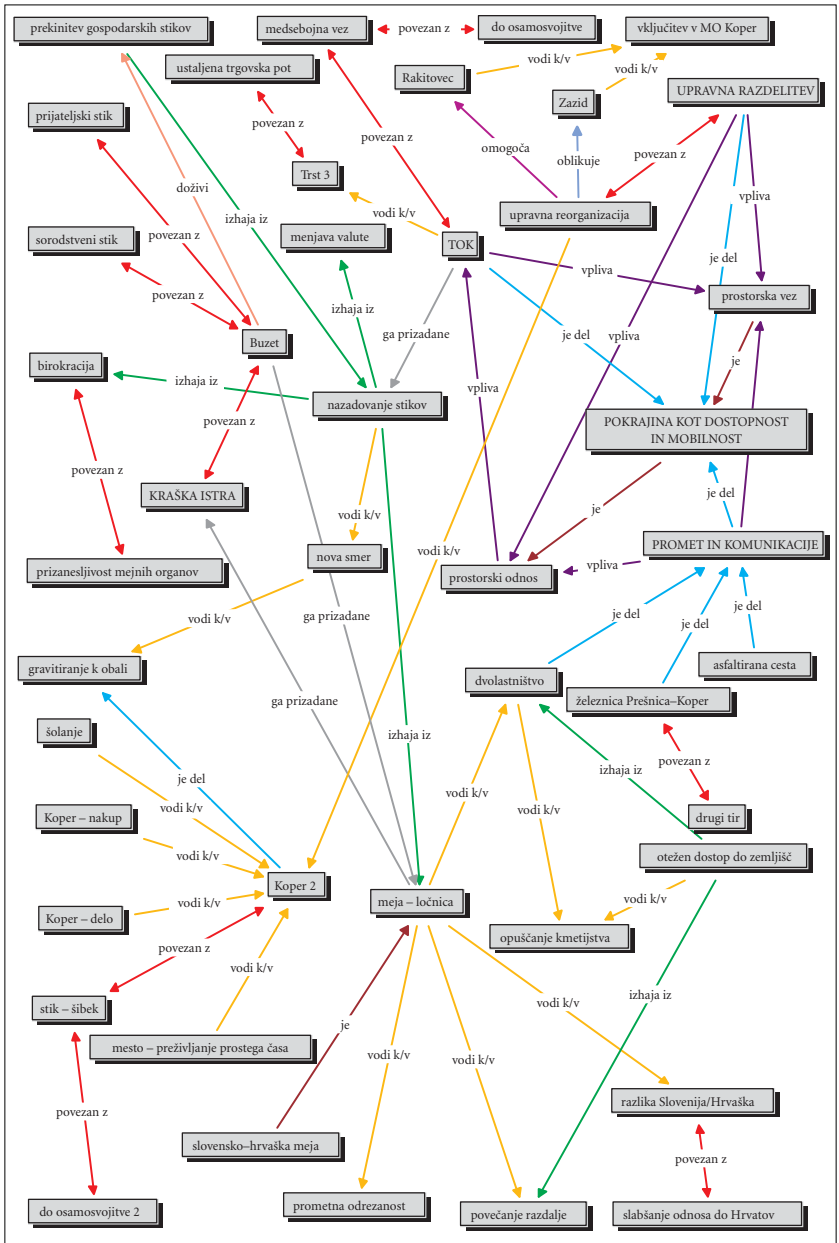 prekinitev gospodarskih stikov
medsebojna vez
povezan z
do osamosvojitve
vključitev v MO Koper
ustaljena trgovska pot
Rakitovec
vodi k/v
vodi k/v
UPRAVNA RAZDELITEV
Zazid
prijateljski stik
povezan z
povezan z
omogoča
oblikuje
povezan z
Trst 3
doživi
vpliva
vodi k/v
upravna reorganizacija
izhaja iz
sorodstveni stik
povezan z
menjava valute
TOK
je del
vpliva
povezan z
prostorska vez
izhaja iz
ga prizadane
je del
vpliva
Buzet
je
birokracija
izhaja iz
vpliva
nazadovanje stikov
povezan z
POKRAJINA KOT DOSTOPNOST
IN MOBILNOST
povezan z
KRAŠKA ISTRA
je del
je
vodi k/v
PROMET IN KOMUNIKACIJE
nova smer
vodi k/v
prizanesljivost mejnih organov
prostorski odnos
vpliva
je del
ga prizadane
vodi k/v
je del
je del
gravitiranje k obali
asfaltirana cesta
dvolastništvo
ga prizadane
železnica Prešnica–Koper
šolanje
izhaja iz
povezan z
je del
izhaja iz
vodi k/v
vodi k/v
vodi k/v
Koper – nakup
drugi tir
vodi k/v
otežen dostop do zemljišč
Koper 2
vodi k/v
meja – ločnica
vodi k/v
Koper – delo
opuščanje kmetijstva
povezan z
vodi k/v
izhaja iz
stik – šibek
vodi k/v
je
mesto – preživljanje prostega časa
vodi k/v
vodi k/v
razlika Slovenija/Hrvaška
povezan z
slovensko–hrvaška meja
povezan z
do osamosvojitve 2
prometna odrezanost
povečanje razdalje
slabšanje odnosa do Hrvatov